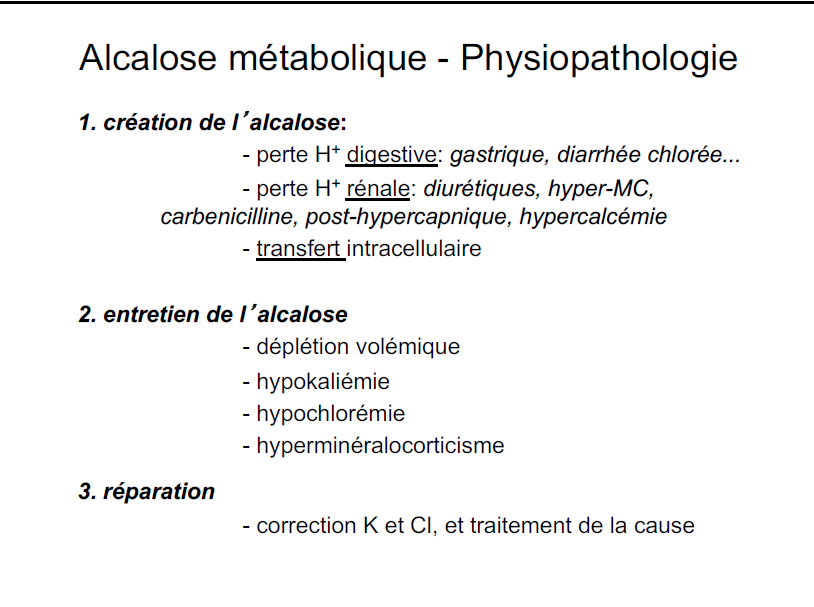 Alcalose métabolique - Physiopathologie
1. création de l’alcalose:
- perte H⁺ digestive: gastrique, diarrhée chlorée...
- perte H⁺ rénale: diurétiques, hyper-MC,
carbenicilline, post-hypercapnique, hypercalcémie
- transfert intracellulaire
2. entretien de l’alcalose
- déplétion volémique
- hypokaliémie
- hypochlorémie
- hyperminéralocorticisme
3. réparation
- correction K et Cl, et traitement de la cause